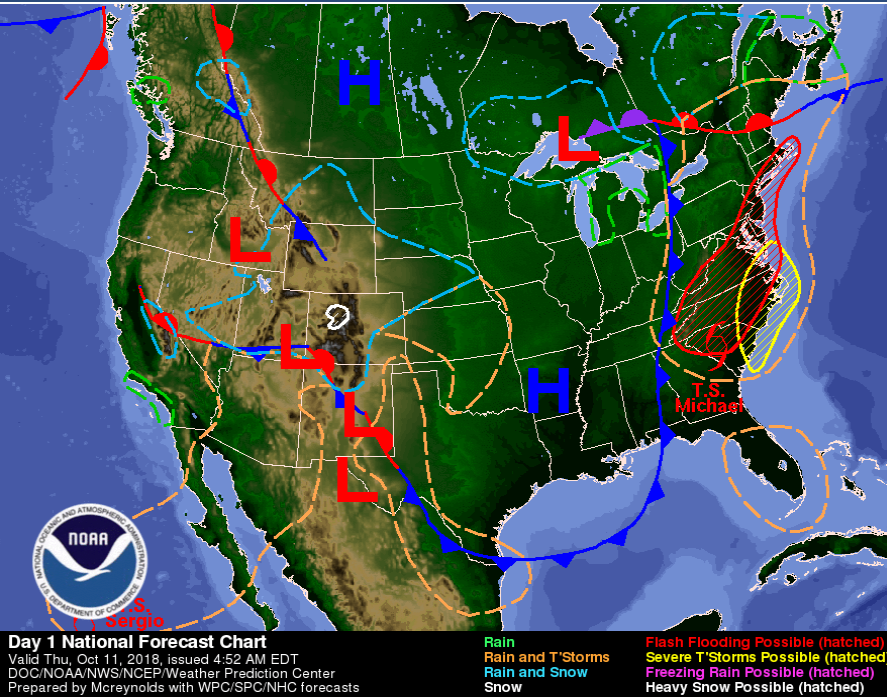 H
L
L
L
L
L
H
T.S.
Michael
NATIONAL OCEANIC AND ATMOSPHERIC ADMINISTRATION
NOAA
U.S. DEPARTMENT OF COMMERCE
T.S.
Sergio
Day 1 National Forecast Chart
Valid Thu, Oct 11, 2018, issued 4:52 AM EDT
DOC/NOAA/NWS/NCEP/Weather Prediction Center
Prepared by Mcreynolds with WPC/SPC/NHC forecasts
Rain
Rain and T'Storms
Rain and Snow
Snow
Flash Flooding Possible (hatched)
Severe T'Storms Possible (hatched)
Freezing Rain Possible (hatched)
Heavy Snow Possible (hatched)